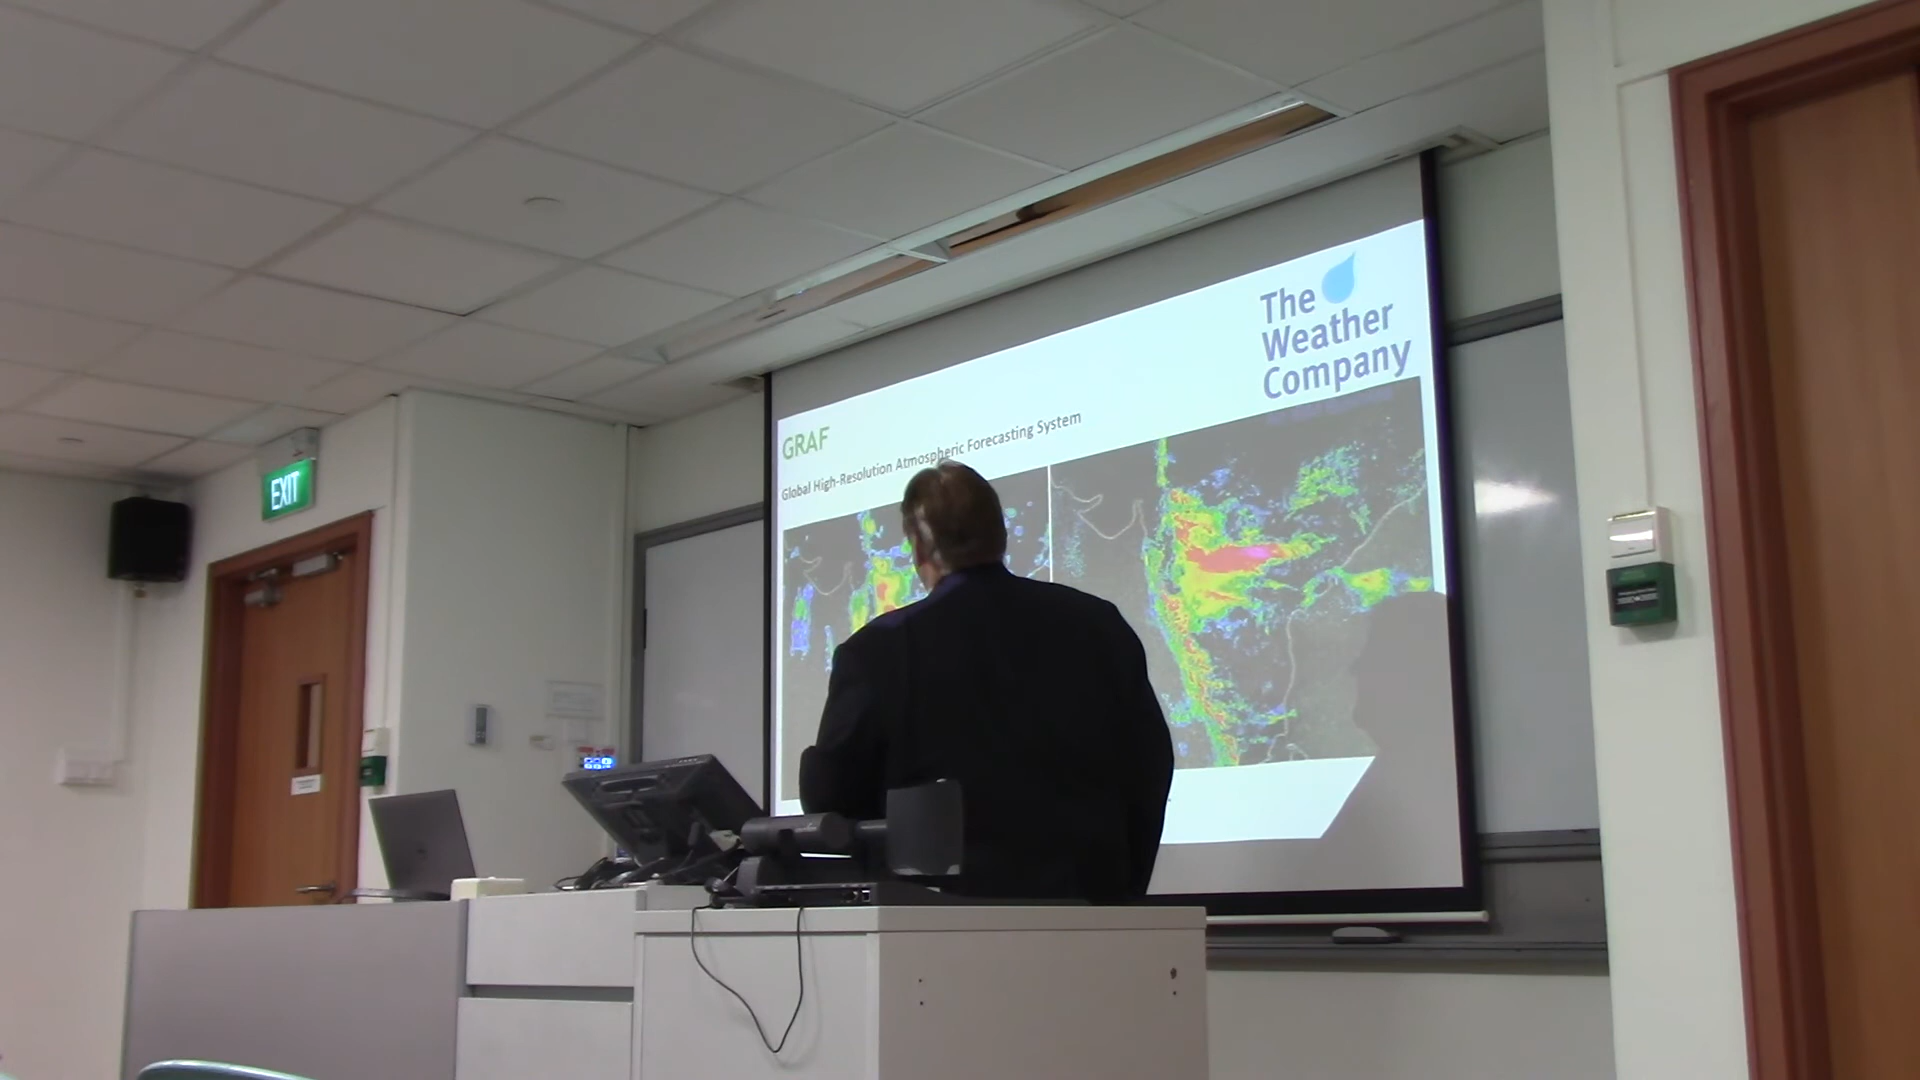 The
Weather
Company
GRAF
Global High-Resolution Atmospheric Forecasting System
EXIT